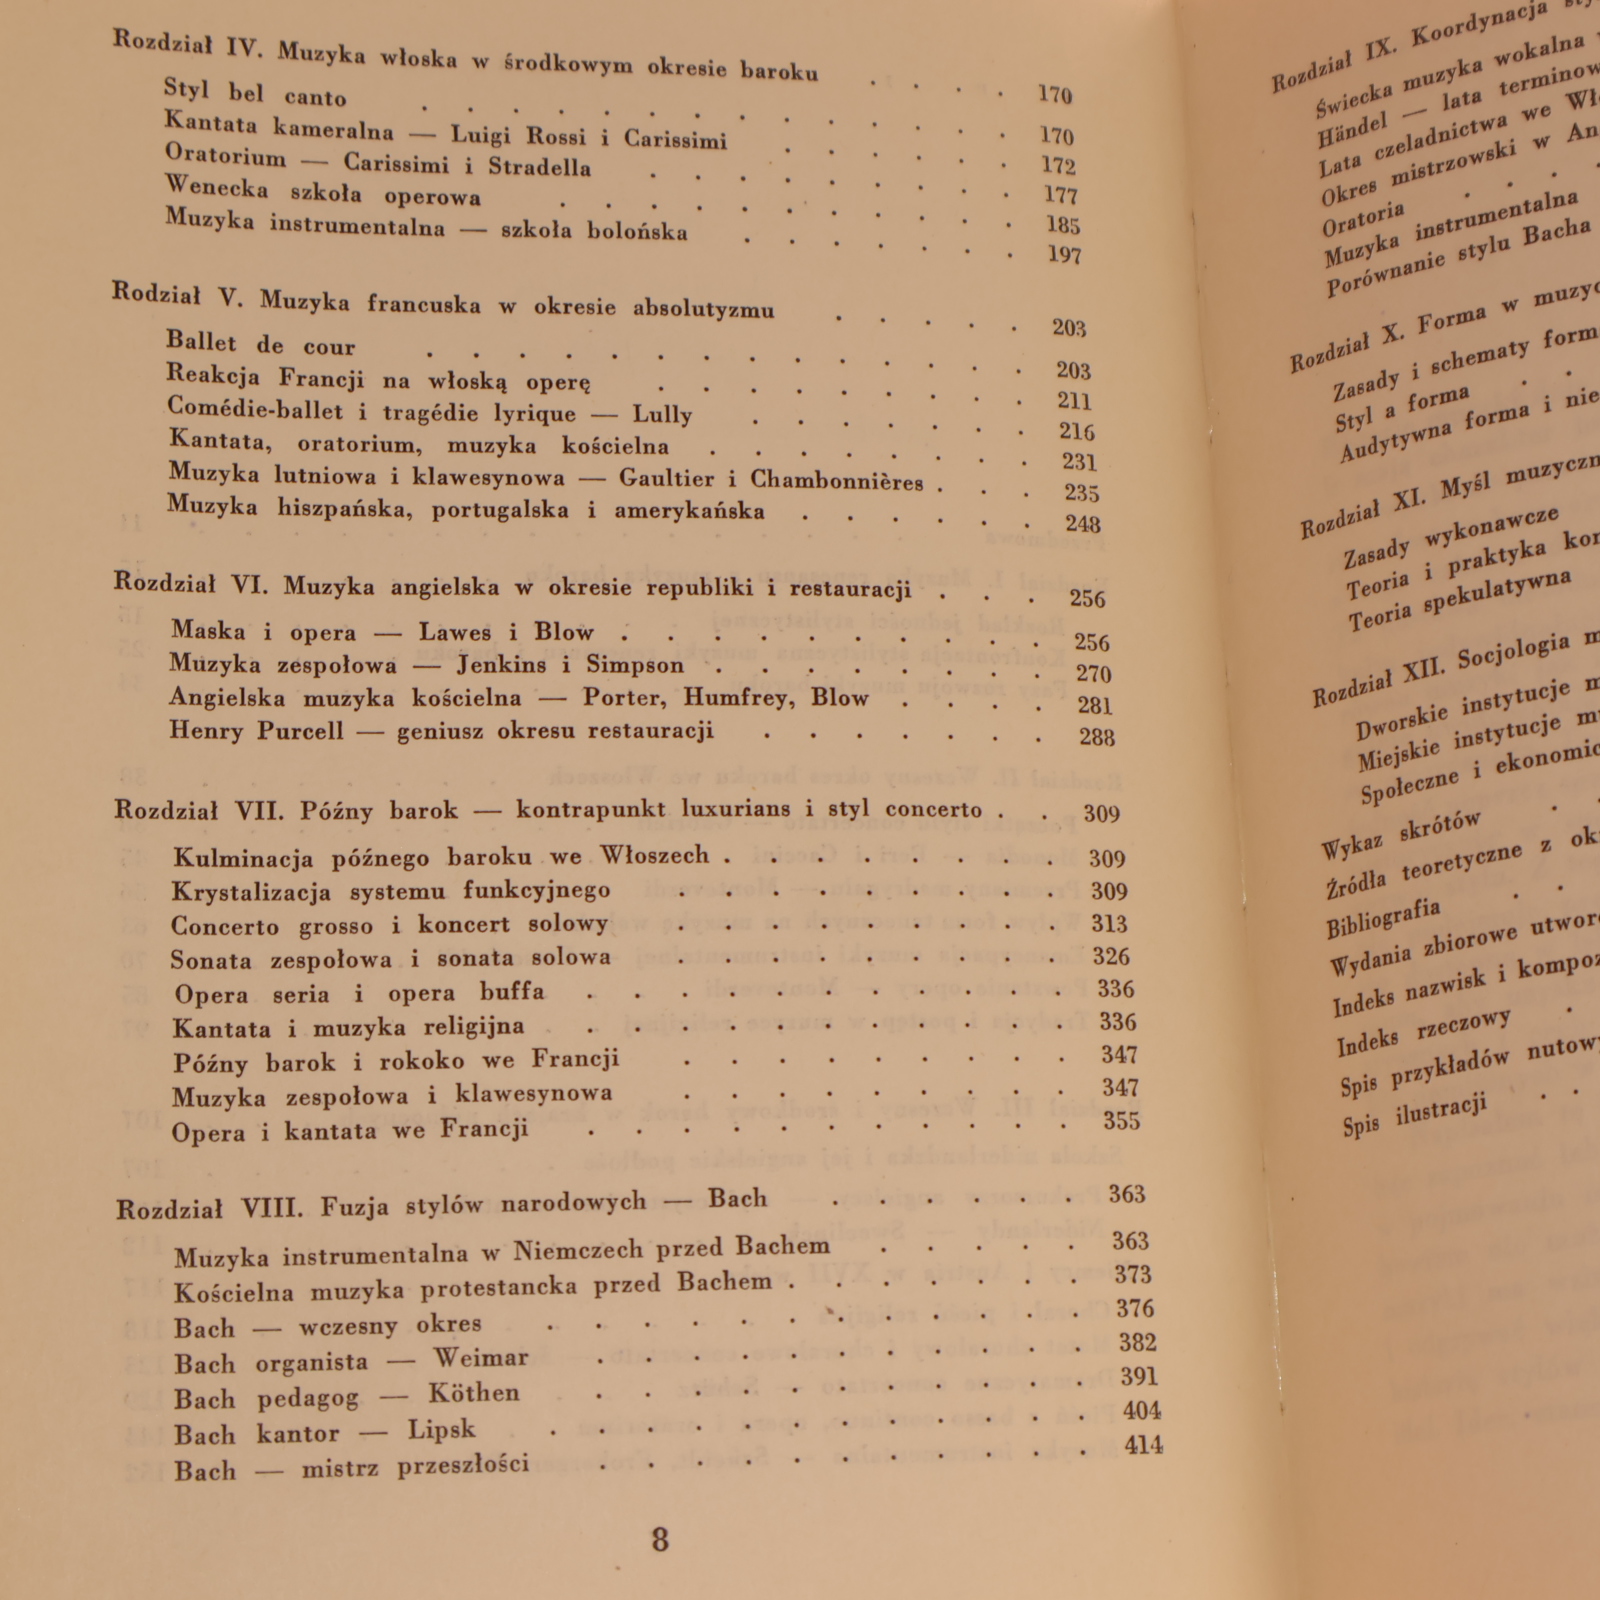 Rozdział IV. Muzyka włoska w środkowym okresie baroku . . . . 170
Styl bel canto . . . . . . . . . . . . . . 170
Kantata kameralna — Luigi Rossi i Carissimi . . . . . . 172
Oratorium — Carissimi i Stradella . . . . . . . . . 177
Wenecka szkoła operowa . . . . . . . . . . . 185
Muzyka instrumentalna — szkoła bolońska . . . . . . . 197
Rodział V. Muzyka francuska w okresie absolutyzmu . . . . . 203
Ballet de cour . . . . . . . . . . . . . . 203
Reakcja Francji na włoską operę . . . . . . . . . 211
Comédie-ballet i tragédie lyrique — Lully . . . . . . . 216
Kantata, oratorium, muzyka kościelna . . . . . . . . 231
Muzyka lutniowa i klawesynowa — Gaultier i Chambonnières . . . 235
Muzyka hiszpańska, portugalska i amerykańska . . . . . . 248
Rozdział VI. Muzyka angielska w okresie republiki i restauracji . . . 256
Maska i opera — Lawes i Blow . . . . . . . . . . 256
Muzyka zespołowa — Jenkins i Simpson . . . . . . . . 270
Angielska muzyka kościelna — Porter, Humfrey, Blow . . . . 281
Henry Purcell — geniusz okresu restauracji . . . . . . . 288
Rozdział VII. Późny barok — kontrapunkt luxurians i styl concerto . . 309
Kulminacja późnego baroku we Włoszech . . . . . . . . 309
Krystalizacja systemu funkcyjnego . . . . . . . . . 309
Concerto grosso i koncert solowy . . . . . . . . . 313
Sonata zespołowa i sonata solowa . . . . . . . . . 326
Opera seria i opera buffa . . . . . . . . . . . 336
Kantata i muzyka religijna . . . . . . . . . . . 336
Późny barok i rokoko we Francji . . . . . . . . . 347
Muzyka zespołowa i klawesynowa . . . . . . . . . 347
Opera i kantata we Francji . . . . . . . . . . . 355
Rozdział VIII. Fuzja stylów narodowych — Bach . . . . . . 363
Muzyka instrumentalna w Niemczech przed Bachem . . . . . 363
Kościelna muzyka protestancka przed Bachem . . . . . . . 373
Bach — wczesny okres . . . . . . . . . . . . 376
Bach organista — Weimar . . . . . . . . . . . 382
Bach pedagog — Köthen . . . . . . . . . . . 391
Bach kantor — Lipsk . . . . . . . . . . . . 404
Bach — mistrz przeszłości . . . . . . . . . . . 414
8
Rozdział IX. Koordynacja
Świecka muzyka wokalna
Händel — lata terminow
Lata czeladnictwa we Wł
Okres mistrzowski w An
Oratoria . . . .
Muzyka instrumentalna
Porównanie stylu Bacha
Rozdział X. Forma w muzyc
Zasady i schematy form
Styl a forma . .
Audytywna forma i nie
Rozdział XI. Myśl muzyczn
Zasady wykonawcze
Teoria i praktyka kon
Teoria spekulatywna
Rozdział XII. Socjologia m
Dworskie instytucje m
Miejskie instytucje mu
Społeczne i ekonomic
Wykaz skrótów . .
Źródła teoretyczne z ok
Bibliografia . .
Wydania zbiorowe utwor
Indeks nazwisk i kompoz
Indeks rzeczowy .
Spis przykładów nutowy
Spis ilustracji . .